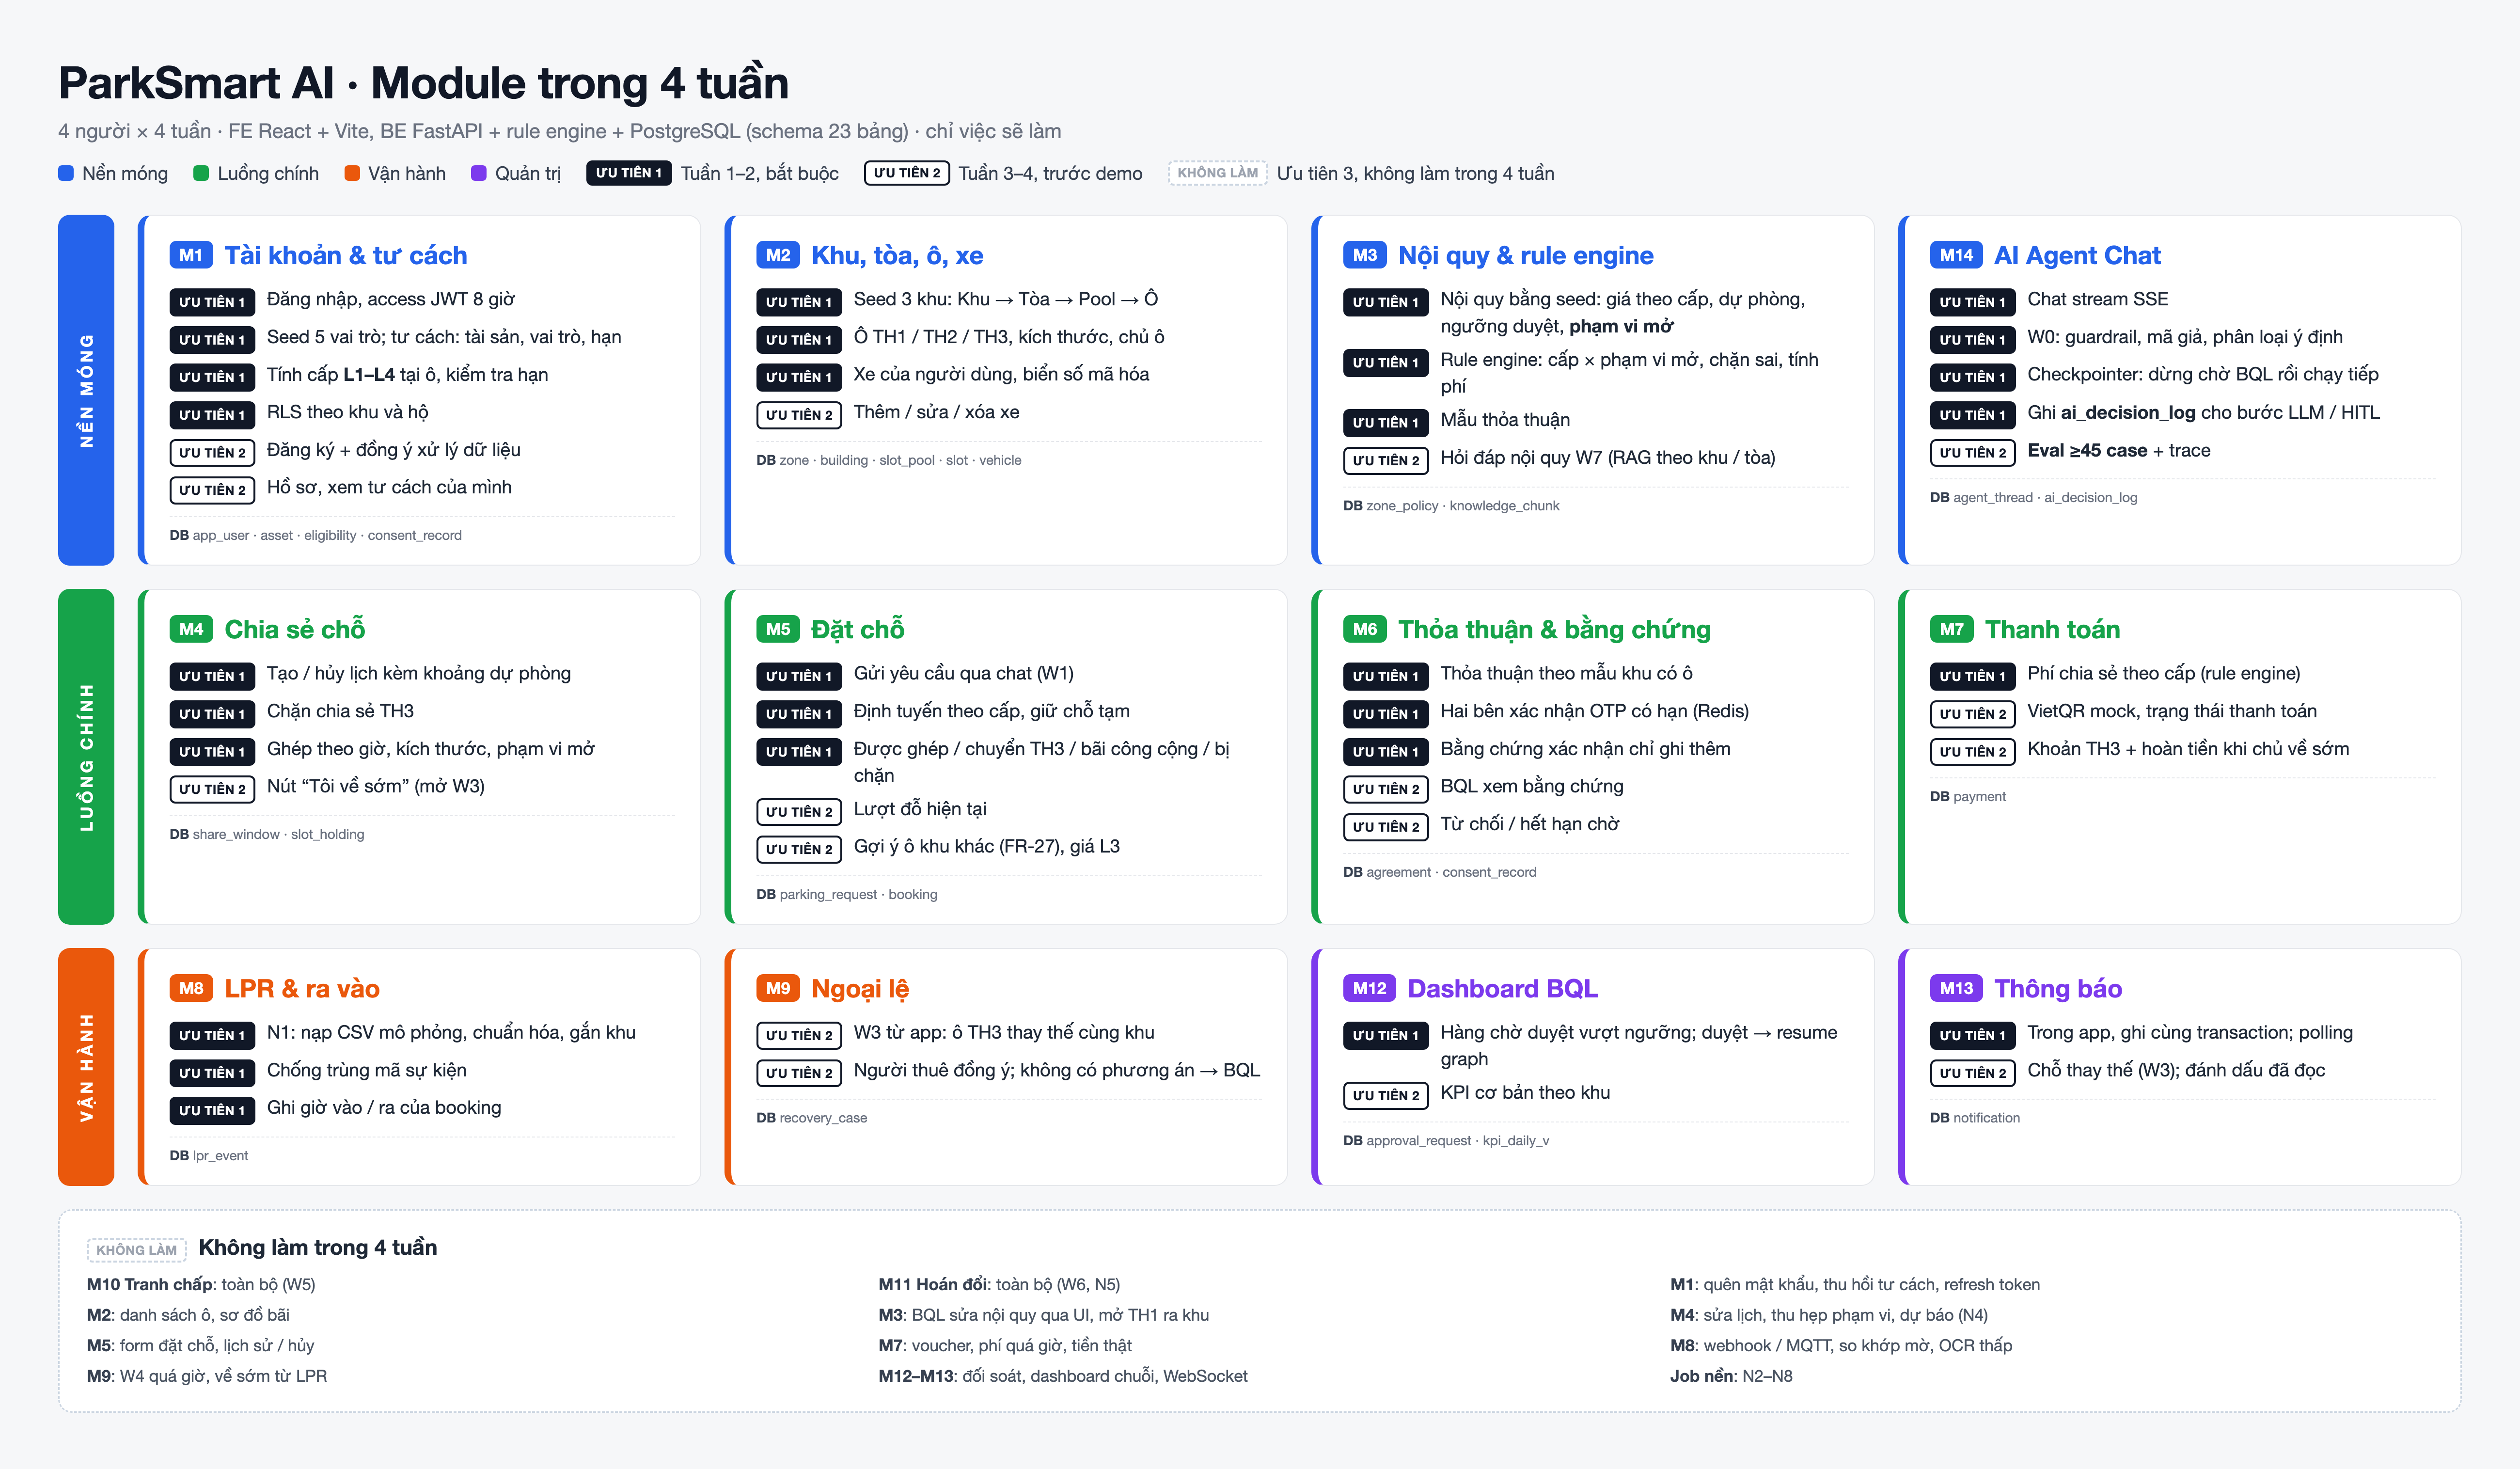 ParkSmart AI · Module trong 4 tuần
4 người × 4 tuần · FE React + Vite, BE FastAPI + rule engine + PostgreSQL (schema 23 bảng) · chỉ việc sẽ làm
Nền móng Luồng chính Vận hành Quản trị ƯU TIÊN 1 Tuần 1–2, bắt buộc ƯU TIÊN 2 Tuần 3–4, trước demo KHÔNG LÀM Ưu tiên 3, không làm trong 4 tuần
NỀN MÓNG
M1 Tài khoản & tư cách
ƯU TIÊN 1 Đăng nhập, access JWT 8 giờ
ƯU TIÊN 1 Seed 5 vai trò; tư cách: tài sản, vai trò, hạn
ƯU TIÊN 1 Tính cấp L1–L4 tại ô, kiểm tra hạn
ƯU TIÊN 1 RLS theo khu và hộ
ƯU TIÊN 2 Đăng ký + đồng ý xử lý dữ liệu
ƯU TIÊN 2 Hồ sơ, xem tư cách của mình
DB app_user · asset · eligibility · consent_record
M2 Khu, tòa, ô, xe
ƯU TIÊN 1 Seed 3 khu: Khu → Tòa → Pool → Ô
ƯU TIÊN 1 Ô TH1 / TH2 / TH3, kích thước, chủ ô
ƯU TIÊN 1 Xe của người dùng, biển số mã hóa
ƯU TIÊN 2 Thêm / sửa / xóa xe
DB zone · building · slot_pool · slot · vehicle
M3 Nội quy & rule engine
ƯU TIÊN 1 Nội quy bằng seed: giá theo cấp, dự phòng,
ngưỡng duyệt, phạm vi mở
ƯU TIÊN 1 Rule engine: cấp × phạm vi mở, chặn sai, tính
phí
ƯU TIÊN 1 Mẫu thỏa thuận
ƯU TIÊN 2 Hỏi đáp nội quy W7 (RAG theo khu / tòa)
DB zone_policy · knowledge_chunk
M14 AI Agent Chat
ƯU TIÊN 1 Chat stream SSE
ƯU TIÊN 1 W0: guardrail, mã giả, phân loại ý định
ƯU TIÊN 1 Checkpointer: dừng chờ BQL rồi chạy tiếp
ƯU TIÊN 1 Ghi ai_decision_log cho bước LLM / HITL
ƯU TIÊN 2 Eval ≥45 case + trace
DB agent_thread · ai_decision_log
LUỒNG CHÍNH
M4 Chia sẻ chỗ
ƯU TIÊN 1 Tạo / hủy lịch kèm khoảng dự phòng
ƯU TIÊN 1 Chặn chia sẻ TH3
ƯU TIÊN 1 Ghép theo giờ, kích thước, phạm vi mở
ƯU TIÊN 2 Nút “Tôi về sớm” (mở W3)
DB share_window · slot_holding
M5 Đặt chỗ
ƯU TIÊN 1 Gửi yêu cầu qua chat (W1)
ƯU TIÊN 1 Định tuyến theo cấp, giữ chỗ tạm
ƯU TIÊN 1 Được ghép / chuyển TH3 / bãi công cộng / bị
chặn
ƯU TIÊN 2 Lượt đỗ hiện tại
ƯU TIÊN 2 Gợi ý ô khu khác (FR-27), giá L3
DB parking_request · booking
M6 Thỏa thuận & bằng chứng
ƯU TIÊN 1 Thỏa thuận theo mẫu khu có ô
ƯU TIÊN 1 Hai bên xác nhận OTP có hạn (Redis)
ƯU TIÊN 1 Bằng chứng xác nhận chỉ ghi thêm
ƯU TIÊN 2 BQL xem bằng chứng
ƯU TIÊN 2 Từ chối / hết hạn chờ
DB agreement · consent_record
M7 Thanh toán
ƯU TIÊN 1 Phí chia sẻ theo cấp (rule engine)
ƯU TIÊN 2 VietQR mock, trạng thái thanh toán
ƯU TIÊN 2 Khoản TH3 + hoàn tiền khi chủ về sớm
DB payment
VẬN HÀNH
M8 LPR & ra vào
ƯU TIÊN 1 N1: nạp CSV mô phỏng, chuẩn hóa, gắn khu
ƯU TIÊN 1 Chống trùng mã sự kiện
ƯU TIÊN 1 Ghi giờ vào / ra của booking
DB lpr_event
M9 Ngoại lệ
ƯU TIÊN 2 W3 từ app: ô TH3 thay thế cùng khu
ƯU TIÊN 2 Người thuê đồng ý; không có phương án → BQL
DB recovery_case
M12 Dashboard BQL
ƯU TIÊN 1 Hàng chờ duyệt vượt ngưỡng; duyệt → resume
graph
ƯU TIÊN 2 KPI cơ bản theo khu
DB approval_request · kpi_daily_v
M13 Thông báo
ƯU TIÊN 1 Trong app, ghi cùng transaction; polling
ƯU TIÊN 2 Chỗ thay thế (W3); đánh dấu đã đọc
DB notification
KHÔNG LÀM Không làm trong 4 tuần
M10 Tranh chấp: toàn bộ (W5) M11 Hoán đổi: toàn bộ (W6, N5) M1: quên mật khẩu, thu hồi tư cách, refresh token
M2: danh sách ô, sơ đồ bãi M3: BQL sửa nội quy qua UI, mở TH1 ra khu M4: sửa lịch, thu hẹp phạm vi, dự báo (N4)
M5: form đặt chỗ, lịch sử / hủy M7: voucher, phí quá giờ, tiền thật M8: webhook / MQTT, so khớp mờ, OCR thấp
M9: W4 quá giờ, về sớm từ LPR M12–M13: đối soát, dashboard chuỗi, WebSocket Job nền: N2–N8